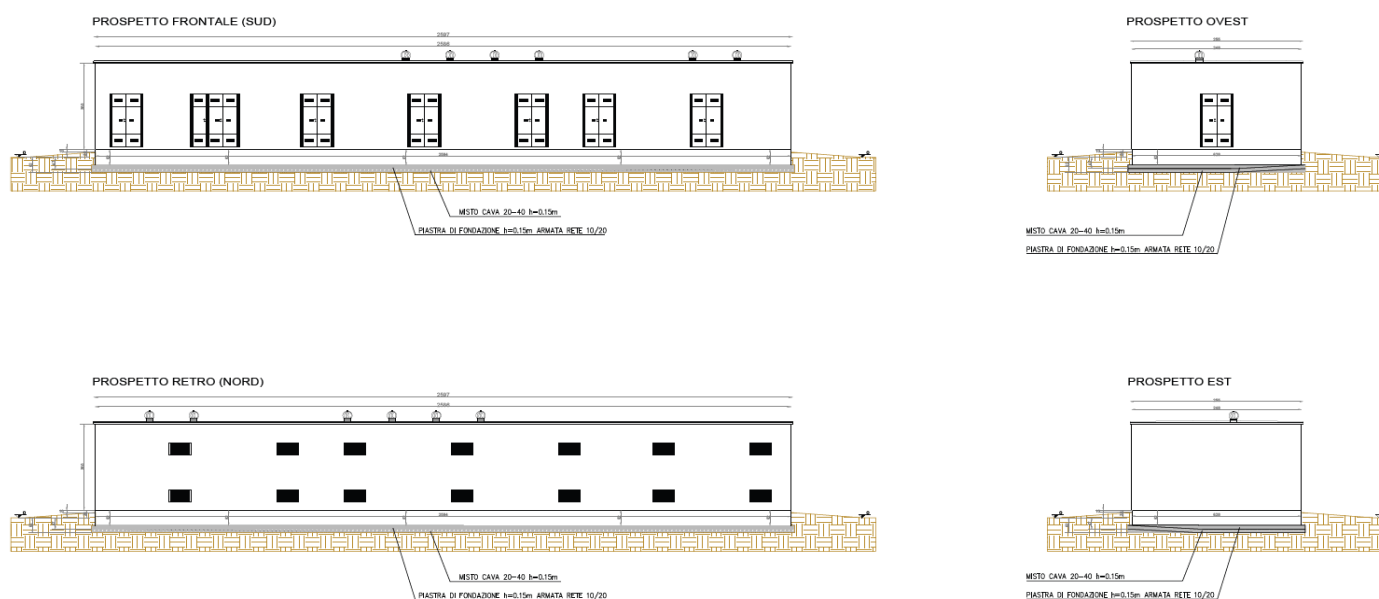 PROSPETTO FRONTALE (SUD)
PROSPETTO OVEST
2587
2586
MISTO CAVA 20-40 h=0.15m
PIASTRA DI FONDAZIONE h=0.15m ARMATA RETE 10/20
MISTO CAVA 20-40 h=0.15m
PIASTRA DI FONDAZIONE h=0.15m ARMATA RETE 10/20
PROSPETTO RETRO (NORD)
PROSPETTO EST
2587
MISTO CAVA 20-40 h=0.15m
PIASTRA DI FONDAZIONE h=0.15m ARMATA RETE 10/20
MISTO CAVA 20-40 h=0.15m
PIASTRA DI FONDAZIONE h=0.15m ARMATA RETE 10/20